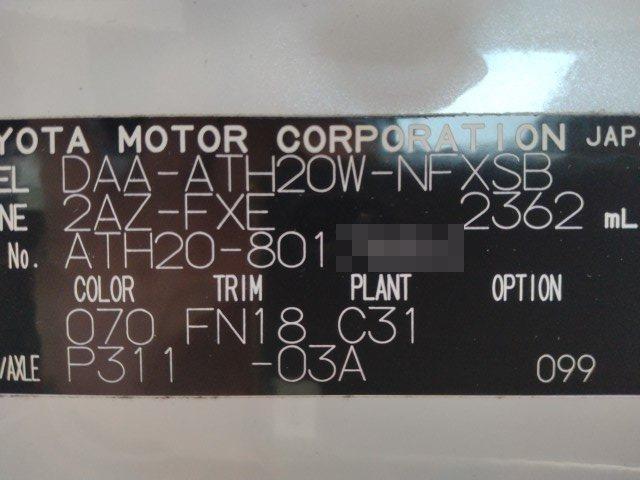 YOTA MOTOR CORPORATION JAPA
EL DAA-ATH20W-NFXSB
NE 2AZ-FXE 2362 mL
No. ATH20-801
COLOR TRIM PLANT OPTION
070 FN18 C31
/AXLE P311 -03A 099